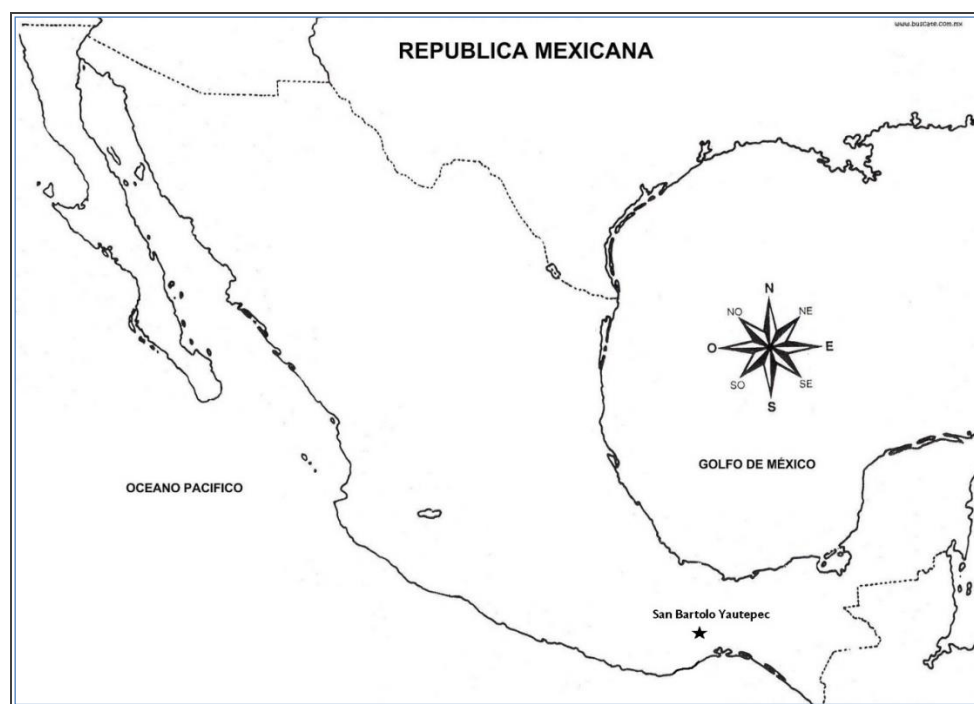 www.buscare.com.mx
REPUBLICA MEXICANA
N
NO
NE
O
E
SO
SE
S
GOLFO DE MÉXICO
OCEANO PACIFICO
San Bartolo Yautepec